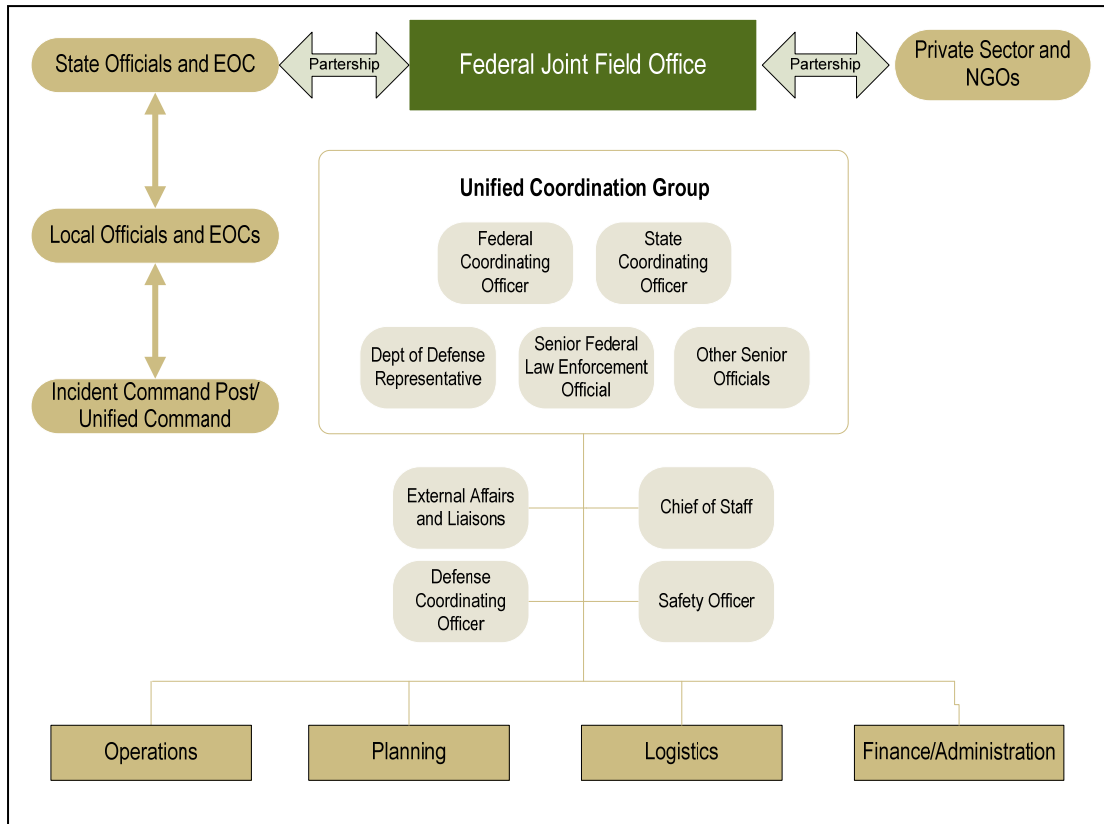 State Officials and EOC
Partership
Federal Joint Field Office
Partership
Private Sector and
NGOs
Local Officials and EOCs
Incident Command Post/
Unified Command
Unified Coordination Group
Federal
Coordinating
Officer
State
Coordinating
Officer
Dept of Defense
Representative
Senior Federal
Law Enforcement
Official
Other Senior
Officials
External Affairs
and Liaisons
Chief of Staff
Defense
Coordinating
Officer
Safety Officer
Operations
Planning
Logistics
Finance/Administration